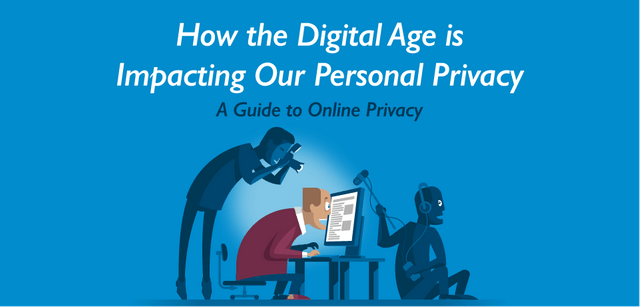 How the Digital Age is
Impacting Our Personal Privacy
A Guide to Online Privacy